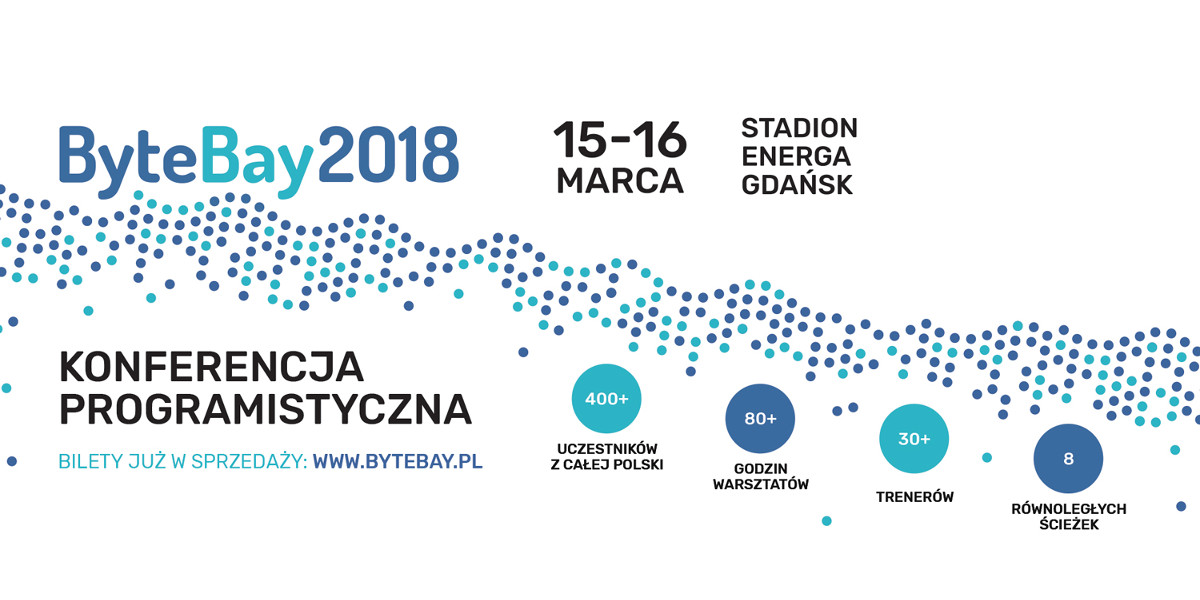 ByteBay2018
15-16
MARCA
STADION
ENERGA
GDAŃSK
KONFERENCJA
PROGRAMISTYCZNA
BILETY JUŻ W SPRZEDAŻY: WWW.BYTEBAY.PL
400+
UCZESTNIKÓW
Z CAŁEJ POLSKI
80+
GODZIN
WARSZTATÓW
30+
TRENERÓW
8
RÓWNOLEGŁYCH
ŚCIEŻEK